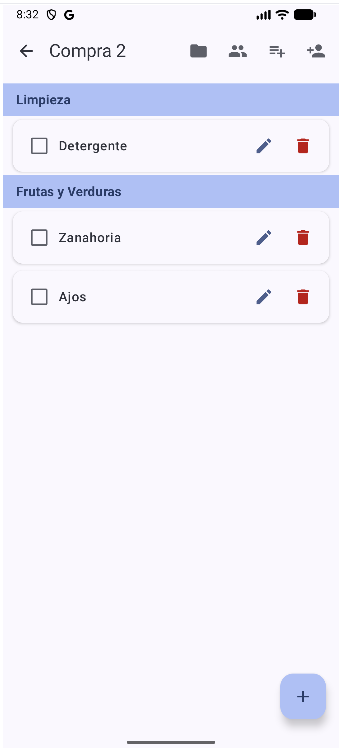 8:32
Compra 2
Limpieza
Detergente
Frutas y Verduras
Zanahoria
Ajos